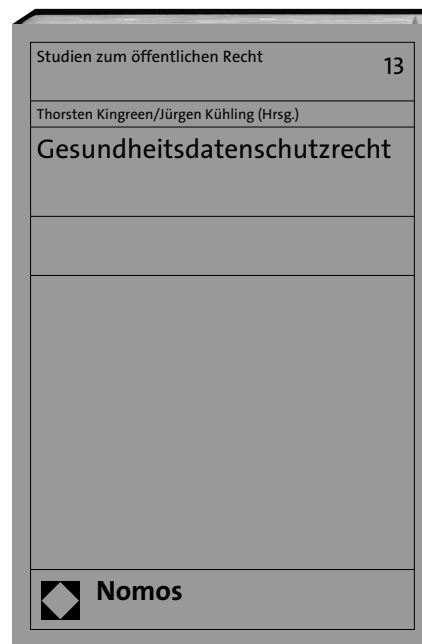 Studien zum öffentlichen Recht
13
Thorsten Kingreen/Jürgen Kühling (Hrsg.)
Gesundheitsdatenschutzrecht
Nomos